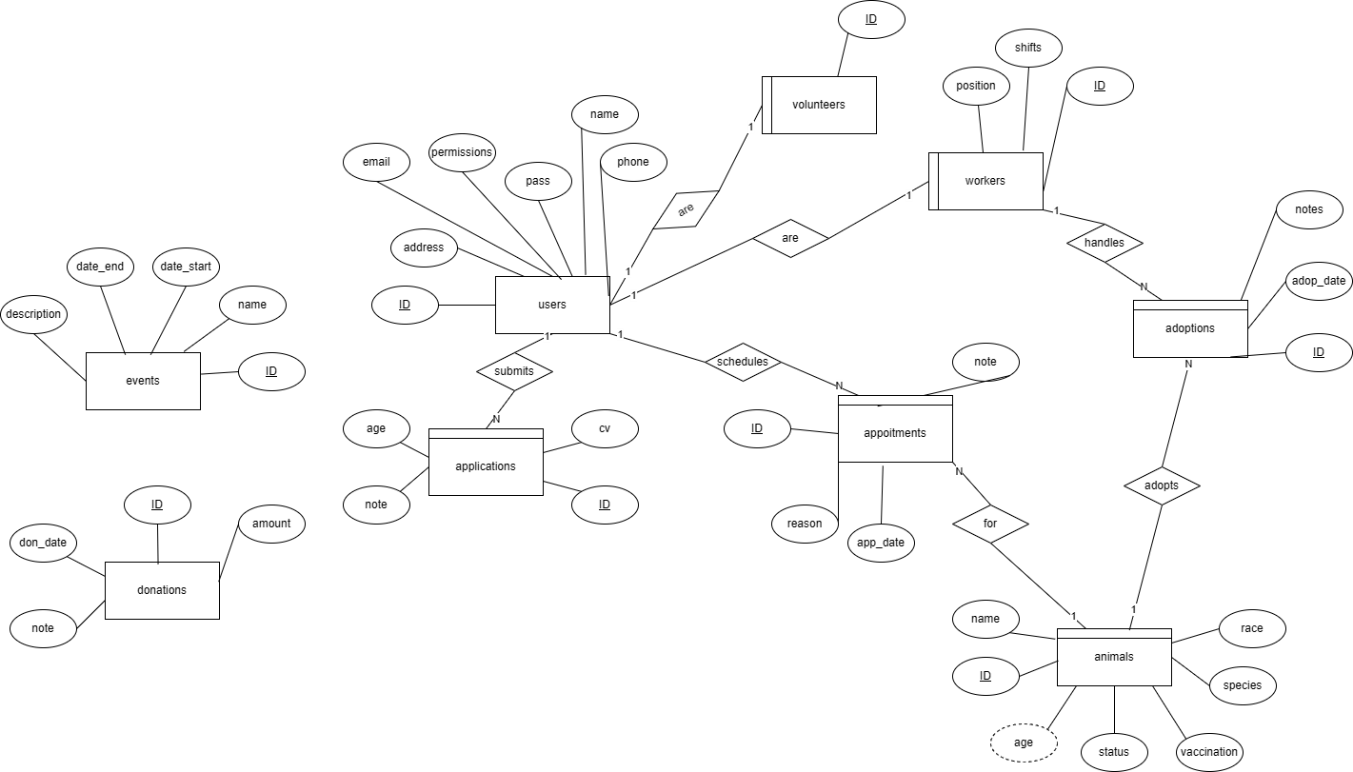 ID
shifts
position
ID
volunteers
name
1
email
permissions
phone
pass
workers
1
are
notes
1
address
are
handles
date_end
date_start
1
N
adop_date
ID
users
1
name
description
adoptions
1
1
ID
submits
schedules
note
N
ID
events
N
N
age
cv
ID
appoitments
applications
N
adopts
note
ID
ID
reason
for
amount
don_date
app_date
donations
1
1
name
note
race
animals
ID
species
age
status
vaccination